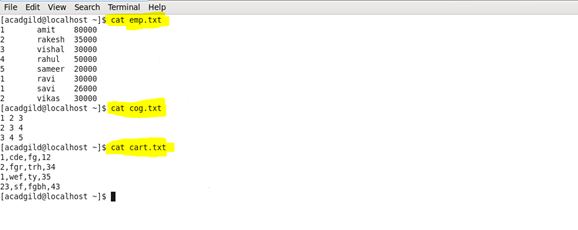 File Edit View Search Terminal Help
[acadgild@localhost ~]$ cat emp.txt
1 amit 80000
2 rakesh 35000
3 vishal 30000
4 rahul 50000
5 sameer 20000
1 ravi 30000
1 savi 26000
2 vikas 30000
[acadgild@localhost ~]$ cat cog.txt
1 2 3
2 3 4
3 4 5
[acadgild@localhost ~]$ cat cart.txt
1,cde,fg,12
2,fgr,trh,34
1,wef,ty,35
23,sf,fgbh,43
[acadgild@localhost ~]$